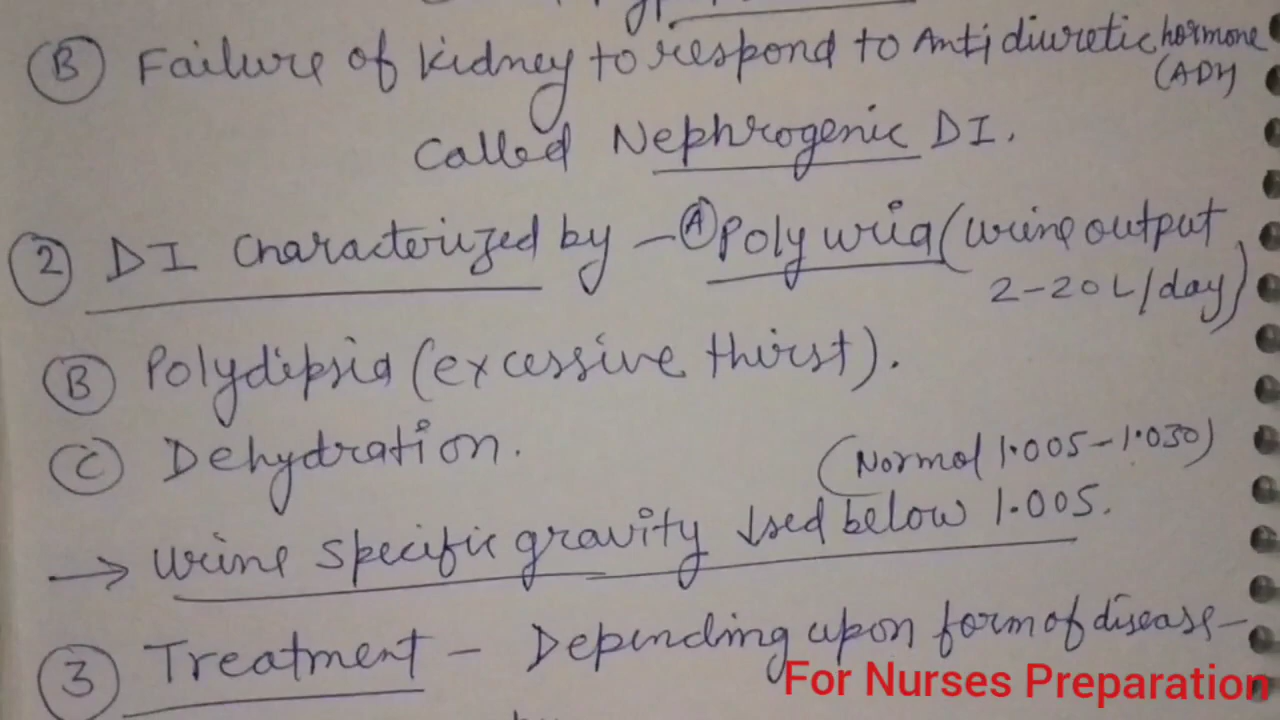 Ⓑ Failure of kidney to respond to Antidiuretic hormone
(ADH)
Called Nephrogenic DI.
② DI Characterized by – Ⓐ Polyuria (Urine output
2-20L/day)
Ⓑ Polydipsia (excessive thirst).
Ⓒ Dehydration.
(Normal 1.005-1.030)
→ Urine specific gravity ↓sed below 1.005.
③ Treatment – Depending upon form of disease –
For Nurses Preparation